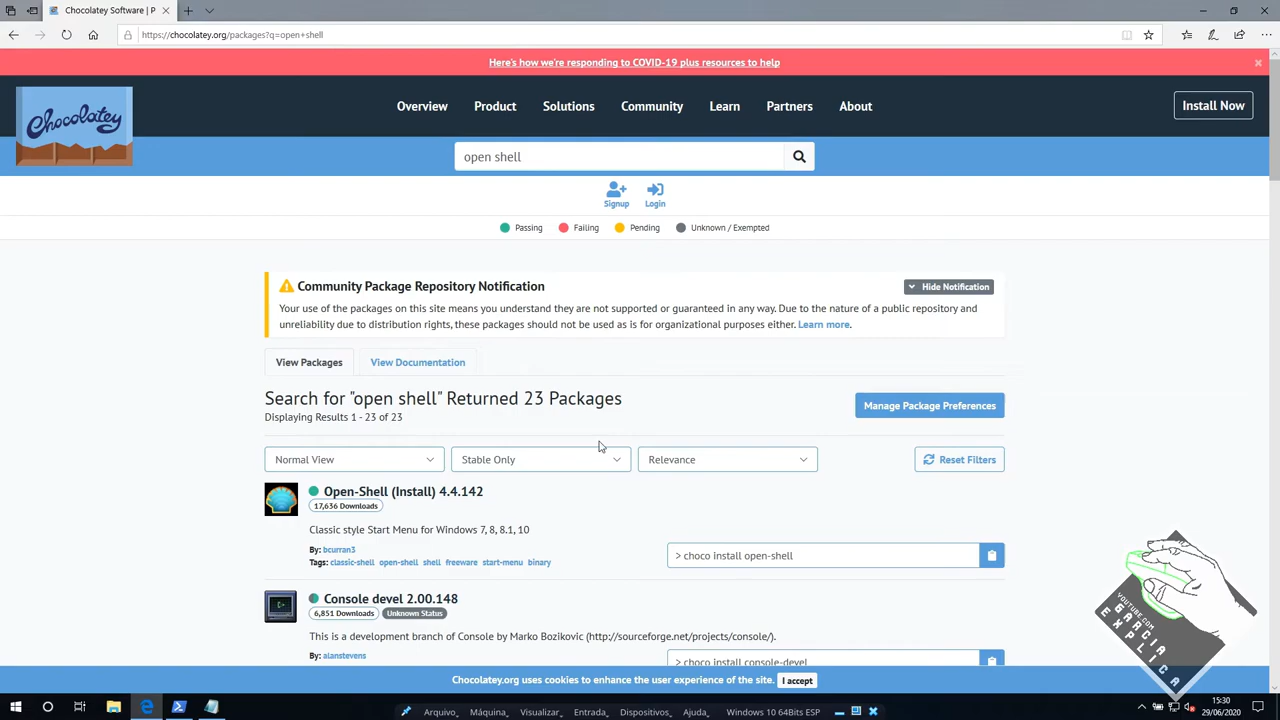 Chocolatey Software | P
https://chocolatey.org/packages?q=open+shell
Here's how we're responding to COVID-19 plus resources to help
Chocolatey
Overview
Product
Solutions
Community
Learn
Partners
About
Install Now
open shell
Signup
Login
Passing
Failing
Pending
Unknown / Exempted
Community Package Repository Notification
Hide Notification
Your use of the packages on this site means you understand they are not supported or guaranteed in any way. Due to the nature of a public repository and
unreliability due to distribution rights, these packages should not be used as is for organizational purposes either. Learn more.
View Packages
View Documentation
Search for "open shell" Returned 23 Packages
Displaying Results 1 - 23 of 23
Manage Package Preferences
Normal View
Stable Only
Relevance
Reset Filters
Open-Shell (Install) 4.4.142
17,636 Downloads
Classic style Start Menu for Windows 7, 8, 8.1, 10
By: bcurran3
> choco install open-shell
Tags: classic-shell open-shell shell freeware start-menu binary
Console devel 2.00.148
6,851 Downloads
Unknown Status
This is a development branch of Console by Marko Bozikovic (http://sourceforge.net/projects/console/).
By: alanstevens
> choco install console-devel
YOUTUBE.COM
GARCIA
EXPLICA
Chocolatey.org uses cookies to enhance the user experience of the site.
I accept
Arquivo
Máquina
Visualizar
Entrada
Dispositivos
Ajuda
Windows 10 64Bits ESP
15:30
29/06/2020